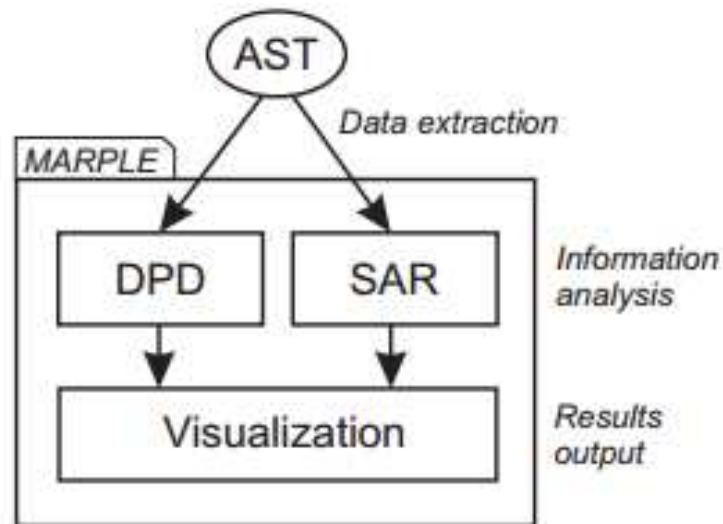 AST
Data extraction
MARPLE
DPD
SAR
Information
analysis
Visualization
Results
output